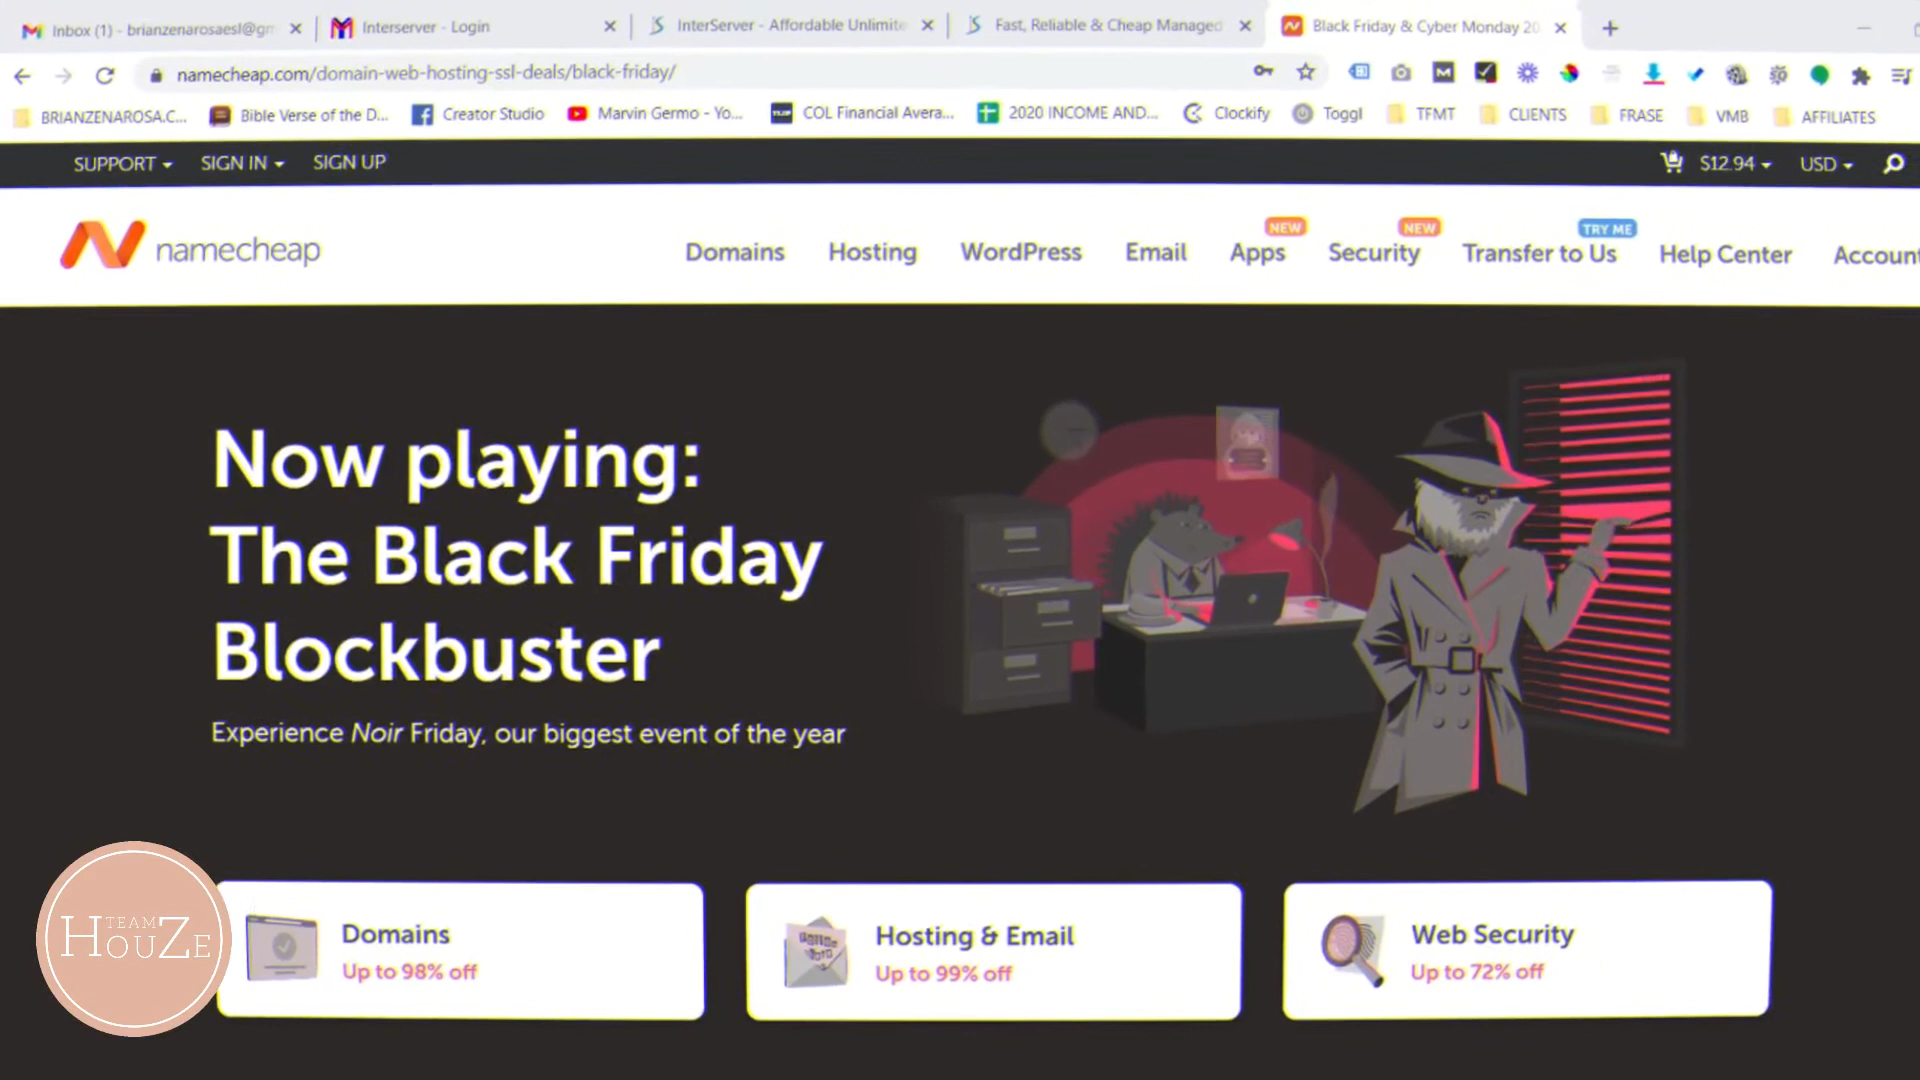 Inbox (1) - brianzenarosaesl@gm
Interserver - Login
InterServer - Affordable Unlimite
Fast, Reliable & Cheap Managed
Black Friday & Cyber Monday 20
namecheap.com/domain-web-hosting-ssl-deals/black-friday/
BRIANZENAROSA.C...
Bible Verse of the D...
Creator Studio
Marvin Germo - Yo...
COL Financial Avera...
2020 INCOME AND...
Clockify
Toggl
TFMT
CLIENTS
FRASE
VMB
AFFILIATES
SUPPORT
SIGN IN
SIGN UP
$12.94
USD
namecheap
Domains
Hosting
WordPress
Email
Apps
NEW
Security
NEW
Transfer to Us
TRY ME
Help Center
Account
Now playing:
The Black Friday
Blockbuster
Experience Noir Friday, our biggest event of the year
TEAM
HOUZE
Domains
Up to 98% off
Hosting & Email
Up to 99% off
Web Security
Up to 72% off